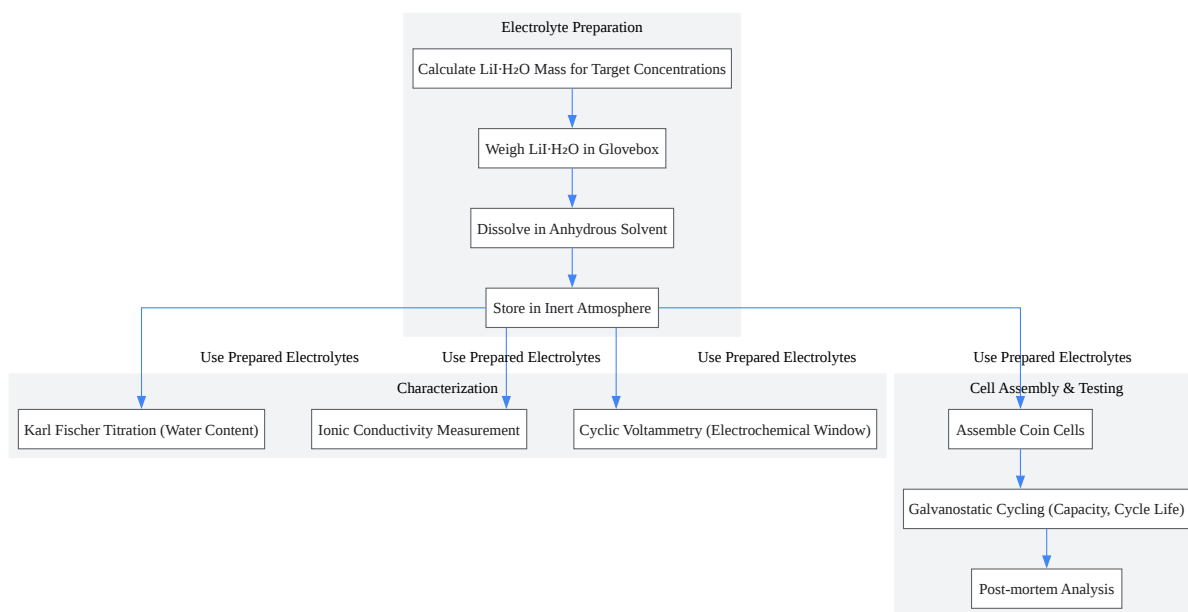 Electrolyte Preparation
Calculate LiI·H₂O Mass for Target Concentrations
Weigh LiI·H₂O in Glovebox
Dissolve in Anhydrous Solvent
Store in Inert Atmosphere
Use Prepared Electrolytes
Use Prepared Electrolytes
Use Prepared Electrolytes
Use Prepared Electrolytes
Characterization
Karl Fischer Titration (Water Content)
Ionic Conductivity Measurement
Cyclic Voltammetry (Electrochemical Window)
Cell Assembly & Testing
Assemble Coin Cells
Galvanostatic Cycling (Capacity, Cycle Life)
Post-mortem Analysis